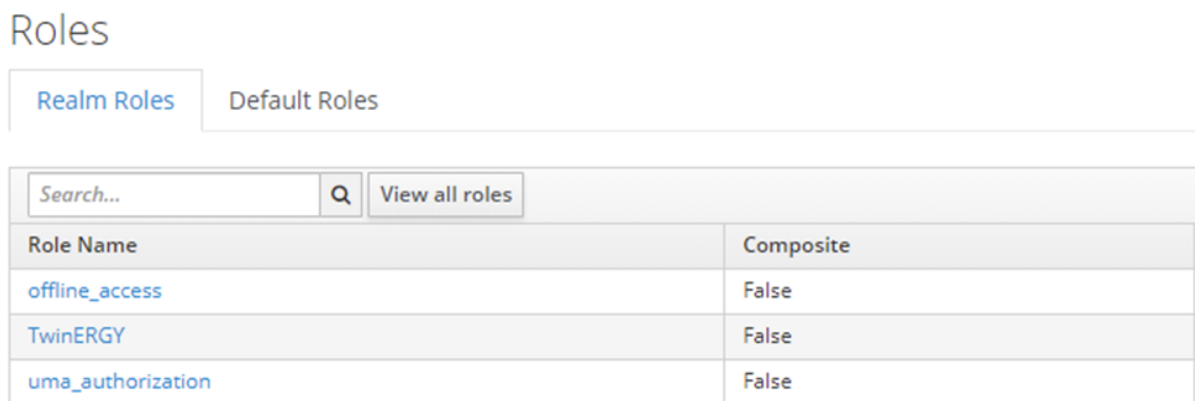 Roles
Realm Roles Default Roles
Search... View all roles
Role Name Composite
offline_access False
TwinERGY False
uma_authorization False